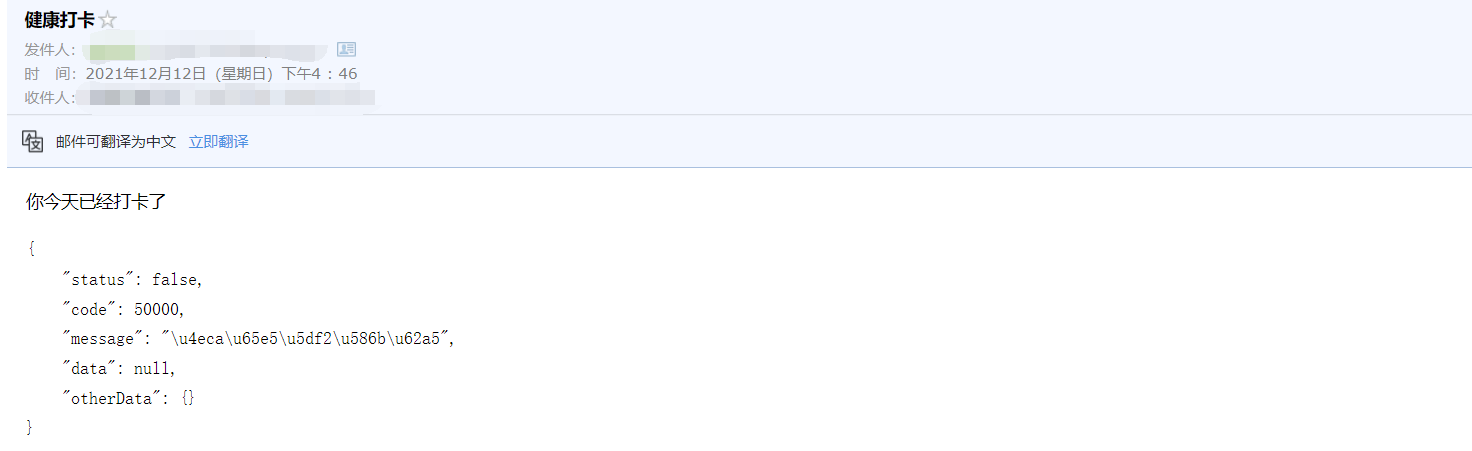 健康打卡☆
发件人：
时　间：2021年12月12日（星期日）下午4：46
收件人：
邮件可翻译为中文 立即翻译
你今天已经打卡了
{
    "status": false,
    "code": 50000,
    "message": "\u4eca\u65e5\u5df2\u586b\u62a5",
    "data": null,
    "otherData": {}
}